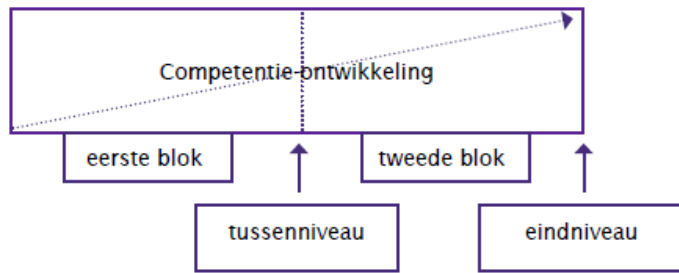 Competentie-ontwikkeling
eerste blok
tweede blok
tussenniveau
eindniveau